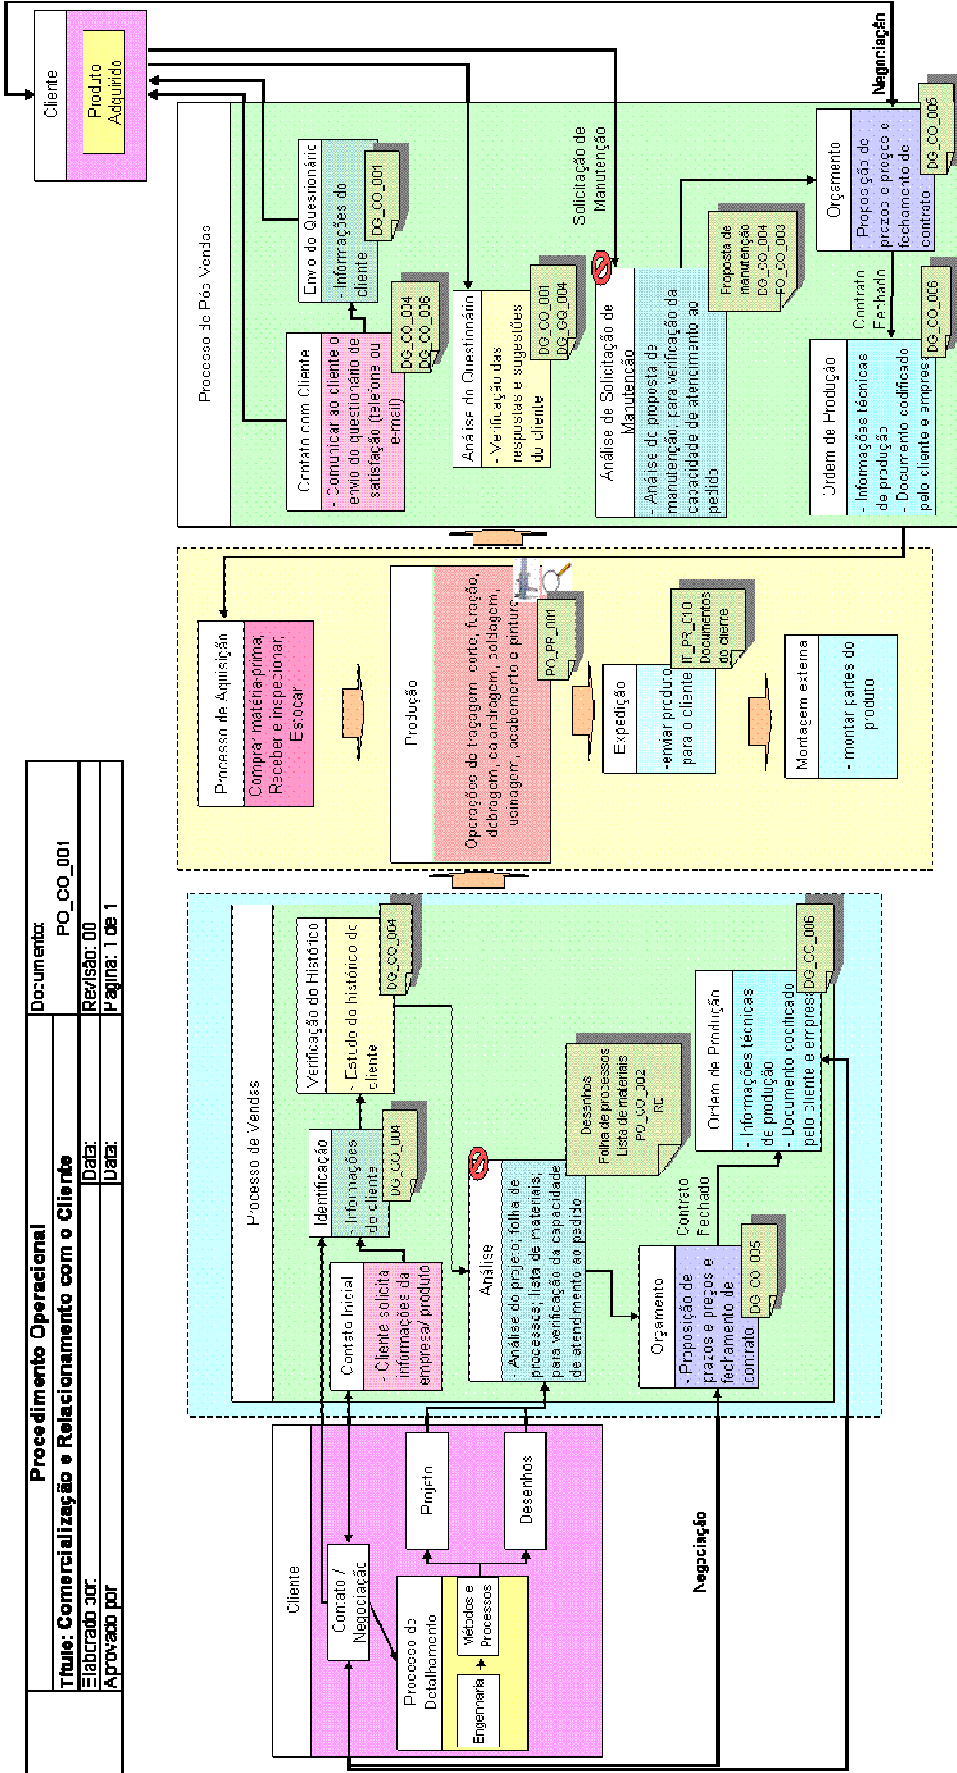 Procedimento Operacional
Documento:
PO_CO_001
Título: Comercialização e Relacionamento com o Cliente
Elaborado por:
Data:
Revisão: 00
Aprovado por
Data:
Página: 1 de 1
Cliente
Contato /
Negociação
Processo de
Detalhamento
Engenharia
Métodos e
Processos
Projeto
Desenhos
Negociação
Processo de Vendas
Contato Inicial
- Cliente solicita
informações da
empresa/ produto
Identificação
- Informações
do cliente
DG_CO_004
Verificação do Histórico
- Estudo do histórico do
cliente
DG_CO_004
Análise
- Análise do projeto; folha de
processos; lista de materiais;
para verificação da capacidade
de atendimento ao pedido
Desenhos
Folha de processos
Lista de materiais
PO_CO_002
Orçamento
- Proposição de
prazos e preços e
fechamento de
contrato
DG_CO_005
Contrato
Fechado
Ordem de Produção
- Informações técnicas
de produção
- Documento codificado
pelo cliente e empresa
DG_CO_006
Processo de Aquisição
Comprar matéria-prima;
Receber e inspecionar;
Estocar
Produção
Operações de traçagem, corte, furação,
dobragem, calandragem, soldagem,
usinagem, acabamento e pintura
PO_PR_001
Expedição
-enviar produto
para o cliente
IT_PR_010
Documentos
do cliente
Montagem externa
- montar partes do
produto
Cliente
Produto
Adquirido
Processo de Pós Vendas
Contato com Cliente
- Comunicar ao cliente o
envio do questionário de
satisfação (telefone ou
e-mail)
DG_CO_004
DG_CO_006
Envio do Questionário
- Informações do
cliente
DG_CO_001
Análise do Questionário
- Verificação das
respostas e sugestões
do cliente
DG_CO_001
DG_GQ_004
Solicitação de
Manutenção
Análise de Solicitação de
Manutenção
- Análise do proposta de
manutenção; para verificação da
capacidade de atendimento ao
pedido
Proposta de
manutenção
DG_CO_004
FO_CO_003
Negociação
Orçamento
Proposição de
prazos e preço e
fechamento de
contrato
DG_CO_005
Contrato
Fechado
Ordem de Produção
- Informações técnicas
de produção
- Documento codificado
pelo cliente e empres
DG_CO_006